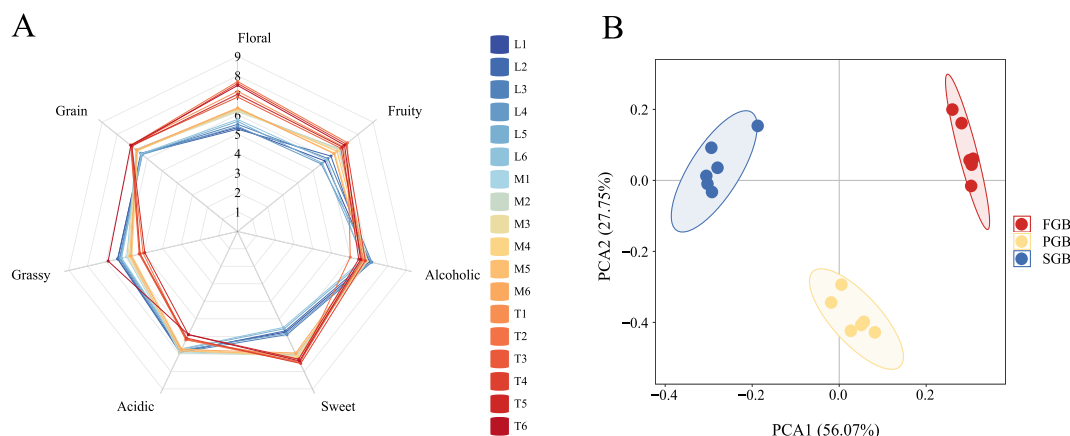 A
Floral
9
8
7
6
5
4
3
2
1
Grain
Fruity
Grassy
Alcoholic
Acidic
Sweet
L1
L2
L3
L4
L5
L6
M1
M2
M3
M4
M5
M6
T1
T2
T3
T4
T5
T6
B
PCA2 (27.75%)
0.2
0.0
−0.2
−0.4
−0.4
−0.2
0.0
0.2
PCA1 (56.07%)
FGB
PGB
SGB